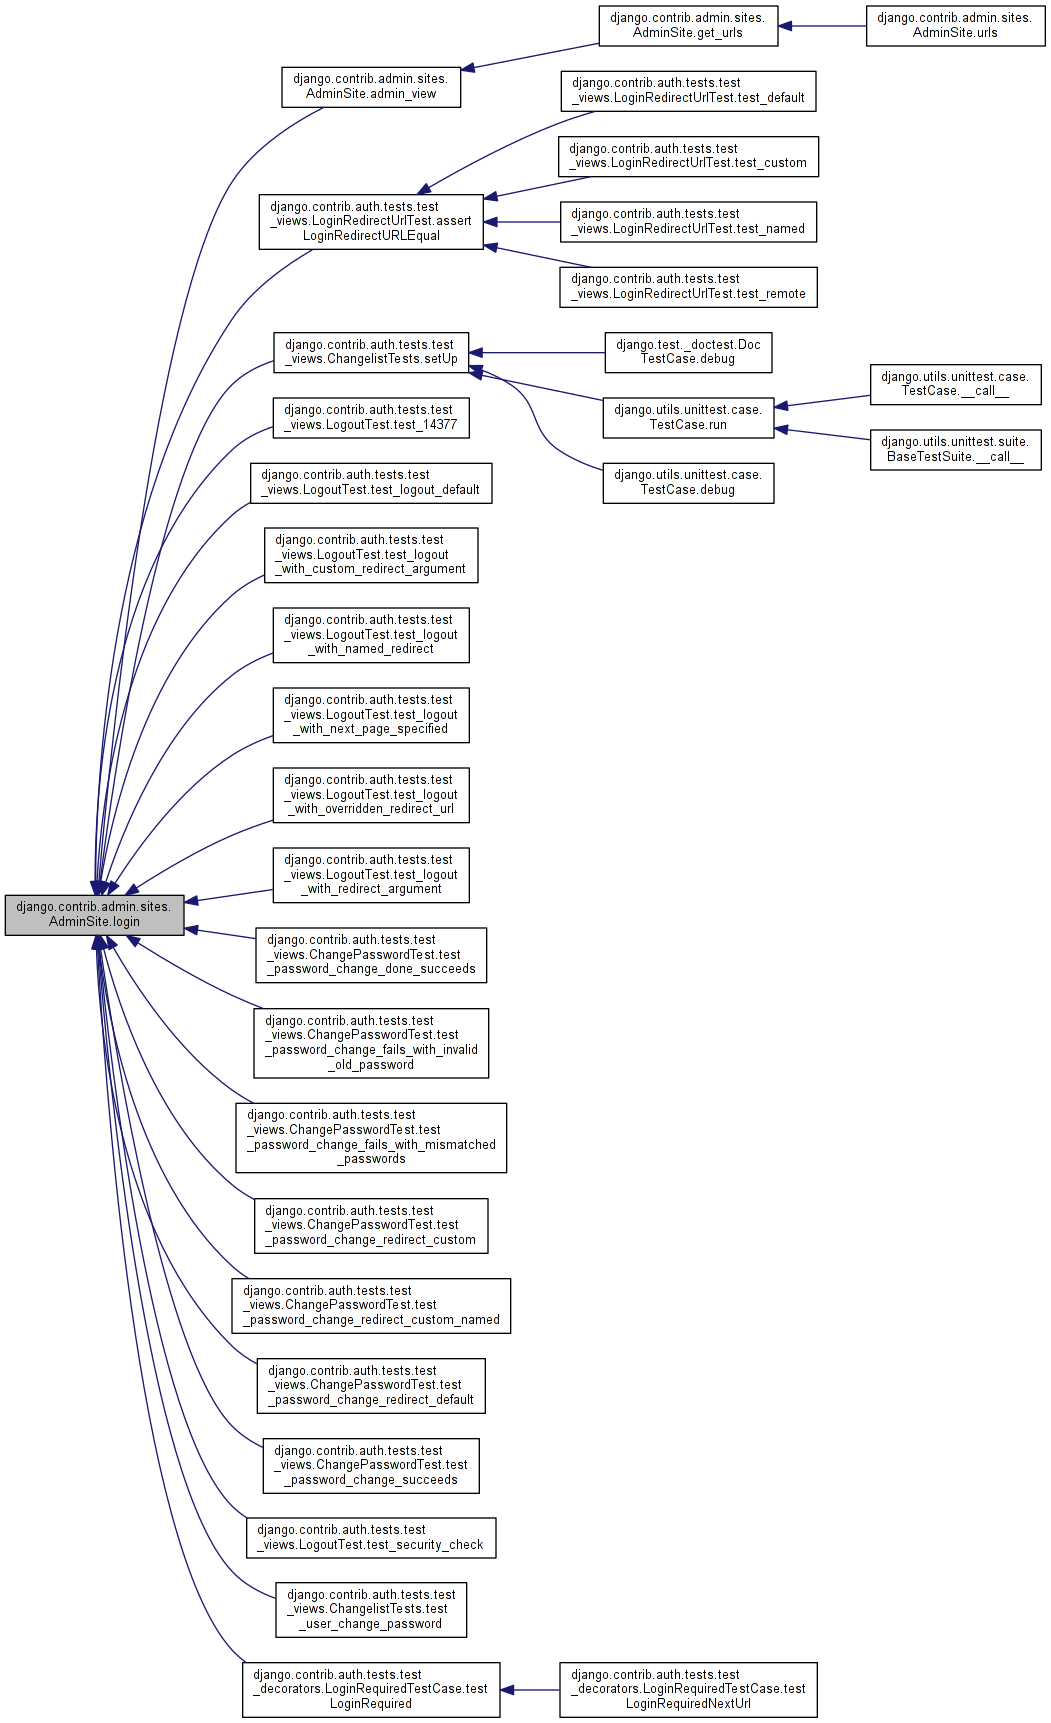 django.contrib.admin.sites.
AdminSite.get_urls
django.contrib.admin.sites.
AdminSite.urls
django.contrib.admin.sites.
AdminSite.admin_view
django.contrib.auth.tests.test
_views.LoginRedirectUrlTest.test_default
django.contrib.auth.tests.test
_views.LoginRedirectUrlTest.test_custom
django.contrib.auth.tests.test
_views.LoginRedirectUrlTest.assert
LoginRedirectURLEqual
django.contrib.auth.tests.test
_views.LoginRedirectUrlTest.test_named
django.contrib.auth.tests.test
_views.LoginRedirectUrlTest.test_remote
django.contrib.auth.tests.test
_views.ChangelistTests.setUp
django.test._doctest.Doc
TestCase.debug
django.utils.unittest.case.
TestCase.__call__
django.contrib.auth.tests.test
_views.LogoutTest.test_14377
django.utils.unittest.case.
TestCase.run
django.utils.unittest.suite.
BaseTestSuite.__call__
django.contrib.auth.tests.test
_views.LogoutTest.test_logout_default
django.utils.unittest.case.
TestCase.debug
django.contrib.auth.tests.test
_views.LogoutTest.test_logout
_with_custom_redirect_argument
django.contrib.auth.tests.test
_views.LogoutTest.test_logout
_with_named_redirect
django.contrib.auth.tests.test
_views.LogoutTest.test_logout
_with_next_page_specified
django.contrib.auth.tests.test
_views.LogoutTest.test_logout
_with_overridden_redirect_url
django.contrib.auth.tests.test
_views.LogoutTest.test_logout
_with_redirect_argument
django.contrib.admin.sites.
AdminSite.login
django.contrib.auth.tests.test
_views.ChangePasswordTest.test
_password_change_done_succeeds
django.contrib.auth.tests.test
_views.ChangePasswordTest.test
_password_change_fails_with_invalid
_old_password
django.contrib.auth.tests.test
_views.ChangePasswordTest.test
_password_change_fails_with_mismatched
_passwords
django.contrib.auth.tests.test
_views.ChangePasswordTest.test
_password_change_redirect_custom
django.contrib.auth.tests.test
_views.ChangePasswordTest.test
_password_change_redirect_custom_named
django.contrib.auth.tests.test
_views.ChangePasswordTest.test
_password_change_redirect_default
django.contrib.auth.tests.test
_views.ChangePasswordTest.test
_password_change_succeeds
django.contrib.auth.tests.test
_views.LogoutTest.test_security_check
django.contrib.auth.tests.test
_views.ChangelistTests.test
_user_change_password
django.contrib.auth.tests.test
_decorators.LoginRequiredTestCase.test
LoginRequired
django.contrib.auth.tests.test
_decorators.LoginRequiredTestCase.test
LoginRequiredNextUrl